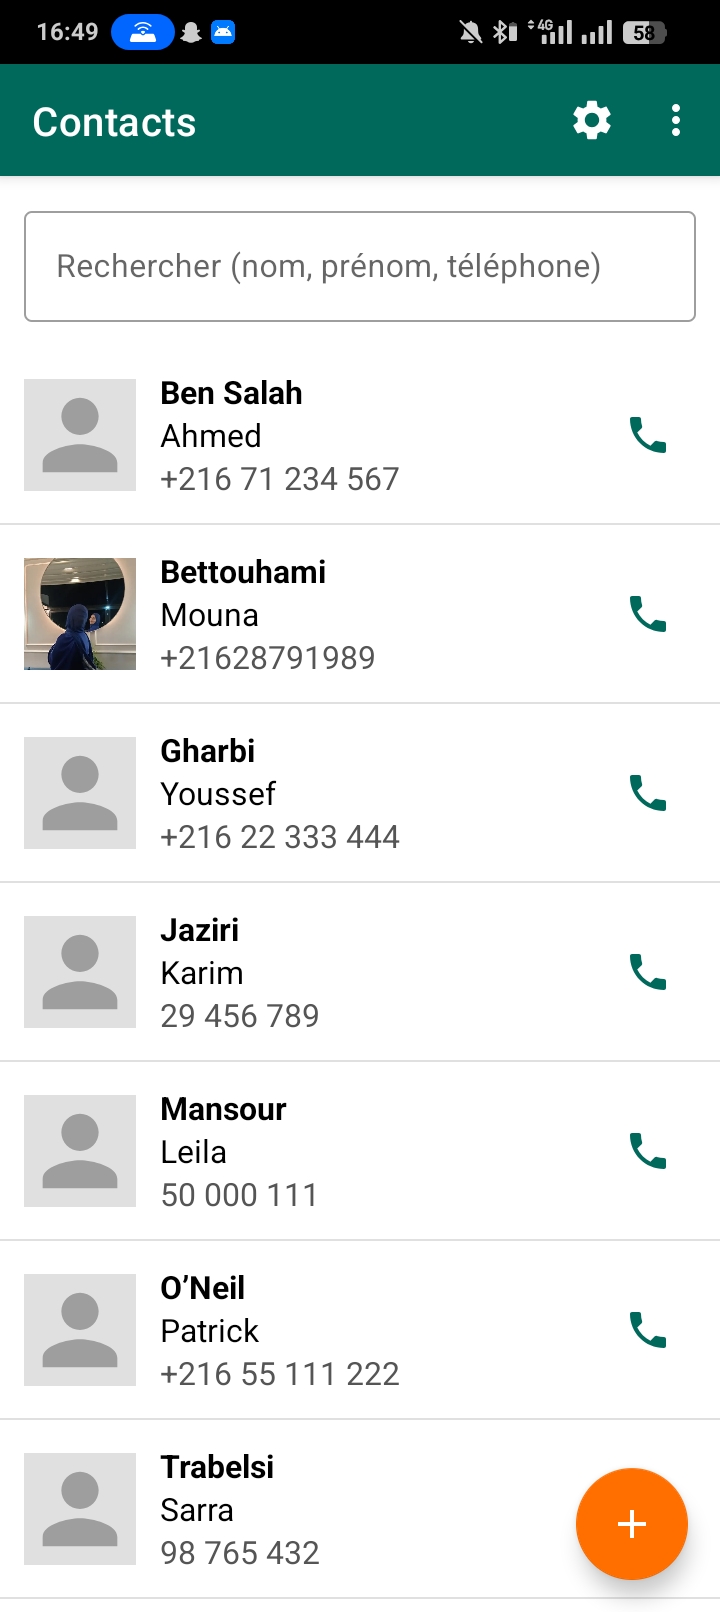 16:49
4G
58
Contacts
Rechercher (nom, prénom, téléphone)
Ben Salah
Ahmed
+216 71 234 567
Bettouhami
Mouna
+21628791989
Gharbi
Youssef
+216 22 333 444
Jaziri
Karim
29 456 789
Mansour
Leila
50 000 111
O’Neil
Patrick
+216 55 111 222
Trabelsi
Sarra
98 765 432